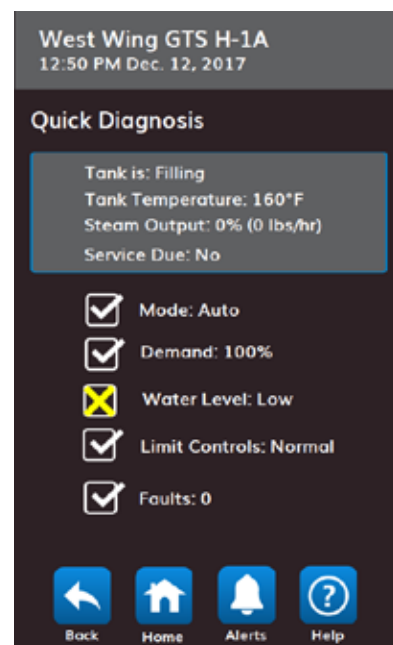 West Wing GTS H-1A
12:50 PM Dec. 12, 2017
Quick Diagnosis
Tank is: Filling
Tank Temperature: 160°F
Steam Output: 0% (0 lbs/hr)
Service Due: No
Mode: Auto
Demand: 100%
Water Level: Low
Limit Controls: Normal
Faults: 0
?
Back Home Alerts Help